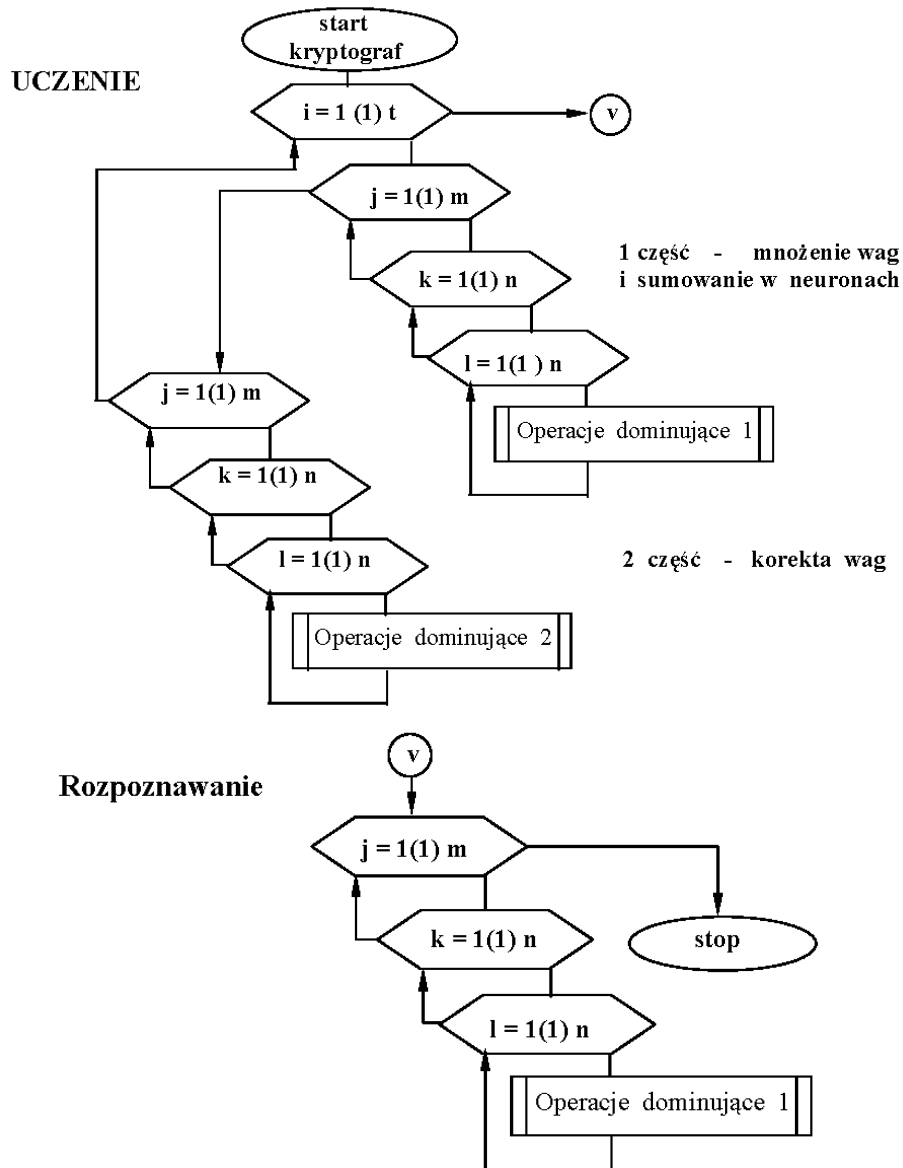 start
kryptograf
UCZENIE
i = 1 (1) t
v
j = 1(1) m
1 część - mnożenie wag
i sumowanie w neuronach
k = 1(1) n
l = 1(1 ) n
j = 1(1) m
Operacje dominujące 1
k = 1(1) n
l = 1(1) n
2 część - korekta wag
Operacje dominujące 2
v
Rozpoznawanie
j = 1(1) m
k = 1(1) n
stop
l = 1(1) n
Operacje dominujące 1